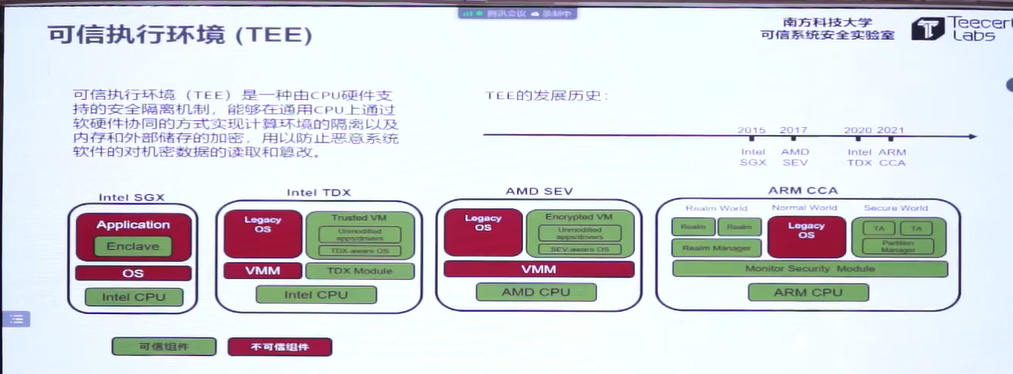 腾讯会议 录制中
可信执行环境 (TEE)
南方科技大学
可信系统安全实验室
Teecert
Labs
可信执行环境（TEE）是一种由CPU硬件支
持的安全隔离机制，能够在通用CPU上通过
软硬件协同的方式实现计算环境的隔离以及
内存和外部储存的加密，用以防止恶意系统
软件的对机密数据的读取和篡改。
TEE的发展历史：
2015 2017 2020 2021
Intel AMD Intel ARM
SGX SEV TDX CCA
Intel SGX
Application
Enclave
OS
Intel CPU
Intel TDX
Legacy
OS
Trusted VM
Unmodified
apps/drivers
TDX-aware OS
VMM
TDX Module
Intel CPU
AMD SEV
Legacy
OS
Encrypted VM
Unmodified
apps/drivers
SEV-aware OS
VMM
AMD CPU
ARM CCA
Realm World Normal World Secure World
Realm Realm
Realm Manager
Legacy
OS
TA TA
Partition
Manager
Monitor Security Module
ARM CPU
可信组件
不可信组件